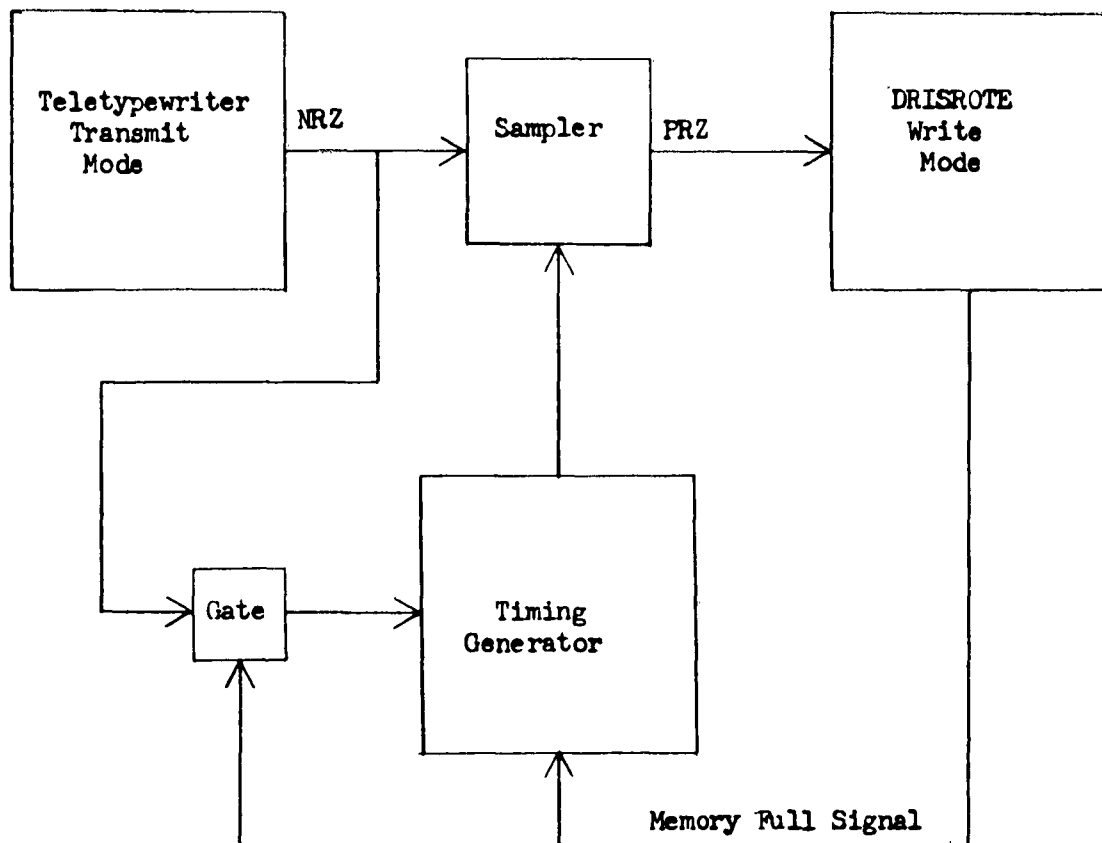 Teletypewriter
Transmit
Mode
NRZ
Sampler
PRZ
DRISROTE
Write
Mode
Gate
Timing
Generator
Memory Full Signal